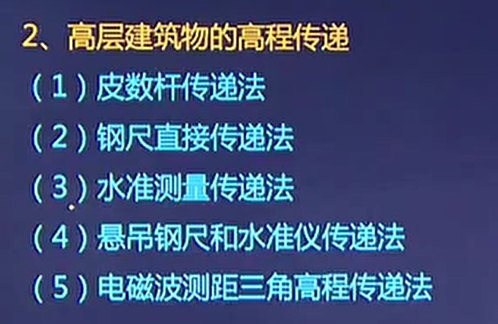 2、高层建筑物的高程传递
（1）皮数杆传递法
（2）钢尺直接传递法
（3）水准测量传递法
（4）悬吊钢尺和水准仪传递法
（5）电磁波测距三角高程传递法